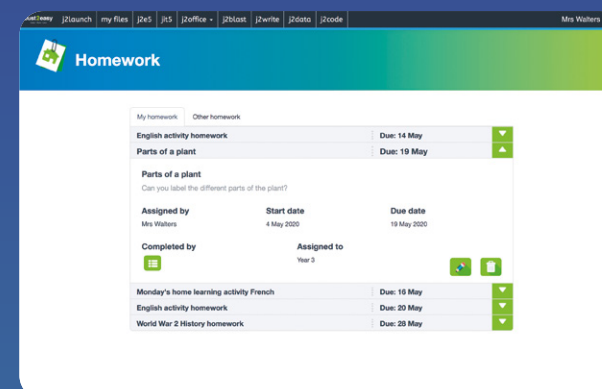 just2easy j2launch my files j2e5 jit5 j2office j2blast j2write j2data j2code Mrs Walters
Homework
My homework Other homework
English activity homework Due: 14 May
Parts of a plant Due: 19 May
Parts of a plant
Can you label the different parts of the plant?
Assigned by Start date Due date
Mrs Walters 4 May 2020 19 May 2020
Completed by Assigned to
Year 3
Monday's home learning activity French Due: 16 May
English activity homework Due: 20 May
World War 2 History homework Due: 28 May